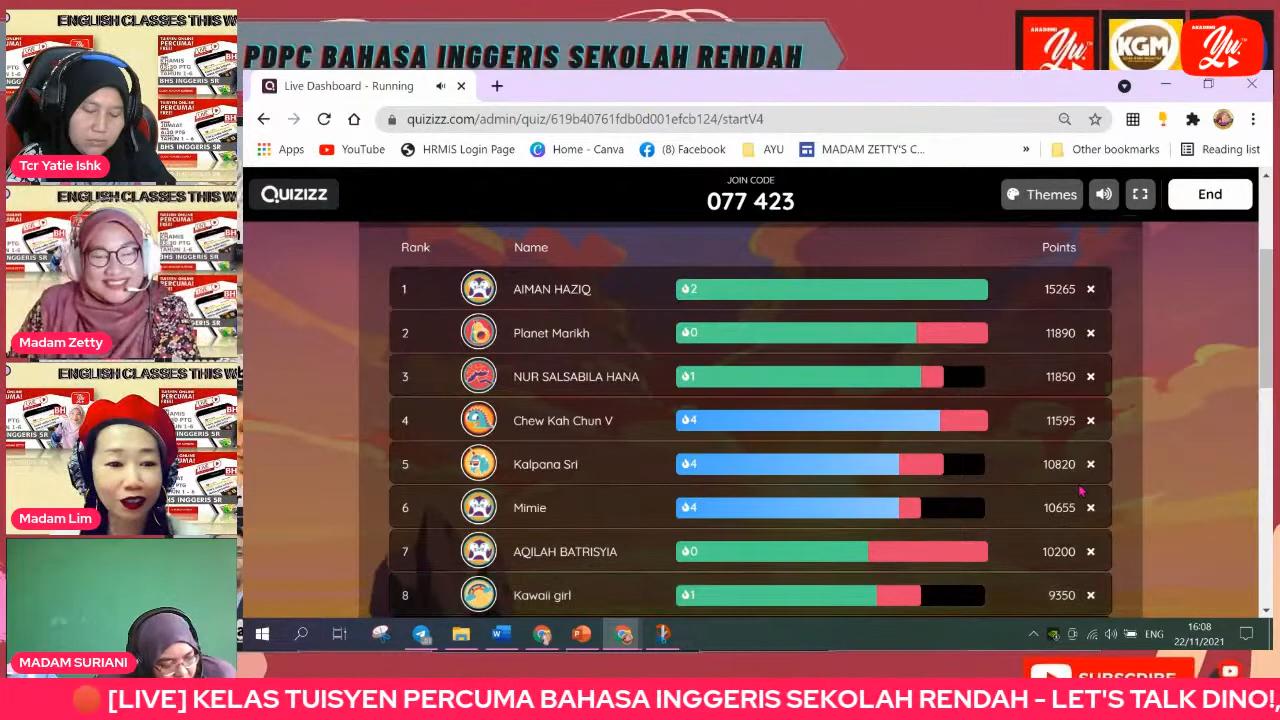 ENGLISH CLASSES THIS W
PDPC BAHASA INGGERIS SEKOLAH RENDAH
AKADEMI
YouTube
KGM
Tcr Yatie Ishk
Madam Zetty
Madam Lim
MADAM SURIANI
Live Dashboard - Running
quizizz.com/admin/quiz/619b40761fdb0d001efcb124/startV4
Apps
YouTube
HRMIS Login Page
Home - Canva
(8) Facebook
AYU
MADAM ZETTY'S C...
»
Other bookmarks
Reading list
Quizizz
JOIN CODE
077 423
Themes
End
Rank Name Points
1 AIMAN HAZIQ 2 15265
2 Planet Marikh 0 11890
3 NUR SALSABILA HANA 1 11850
4 Chew Kah Chun V 4 11595
5 Kalpana Sri 4 10820
6 Mimie 4 10655
7 AQILAH BATRISYIA 0 10200
8 Kawaii girl 1 9350
ENG
16:08
22/11/2021
SUBSCRIBE
[LIVE] KELAS TUISYEN PERCUMA BAHASA INGGERIS SEKOLAH RENDAH - LET'S TALK DINO!,